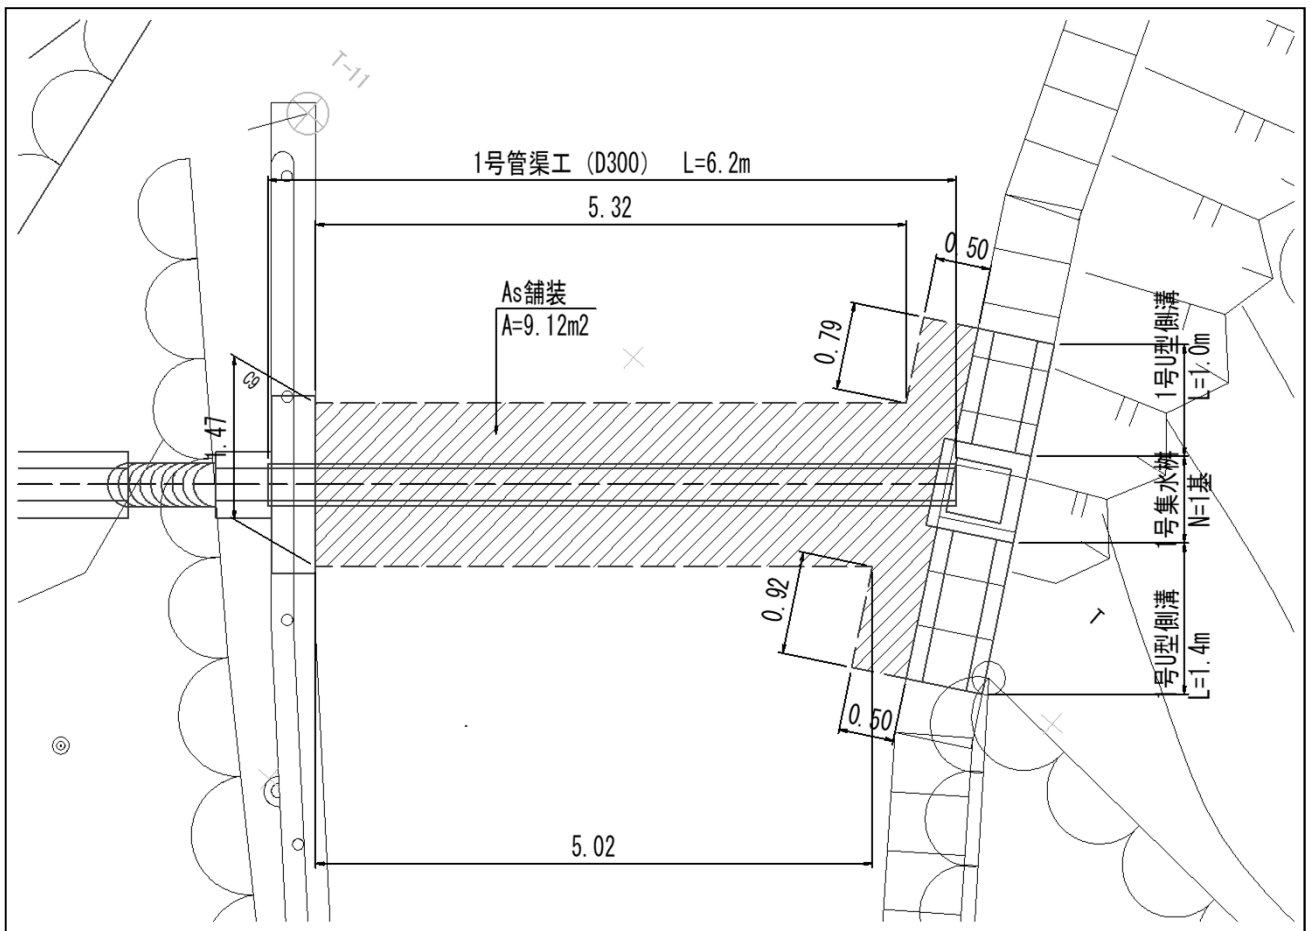 T-11
1号管渠工 (D300) L=6.2m
5.32
0.50
As舗装
A=9.12m2
0.79
1号U型側溝
L=1.0m
1.47
1号集水桝
N=1基
0.92
1号U型側溝
L=1.4m
T
0.50
5.02